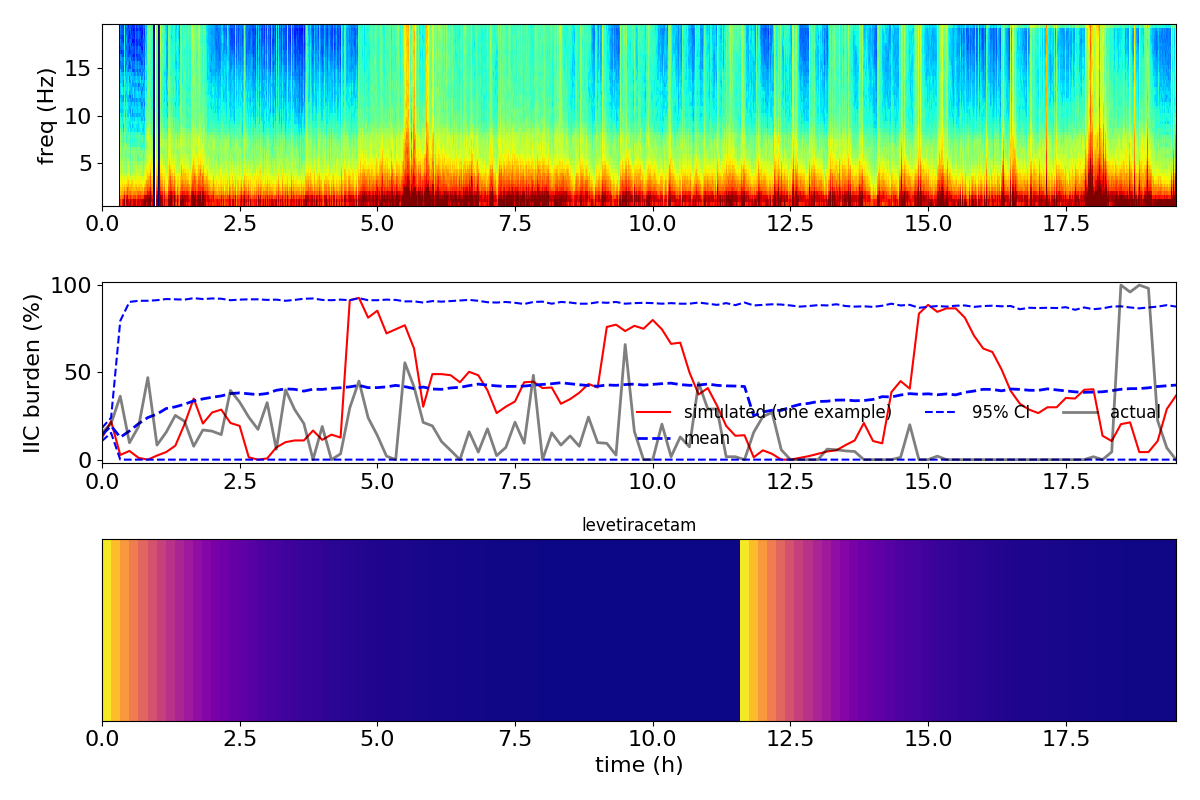 freq (Hz)
15
10
5
0.0 2.5 5.0 7.5 10.0 12.5 15.0 17.5
IIC burden (%)
100
50
0
simulated (one example) 95% CI actual
mean
0.0 2.5 5.0 7.5 10.0 12.5 15.0 17.5
levetiracetam
0.0 2.5 5.0 7.5 10.0 12.5 15.0 17.5
time (h)